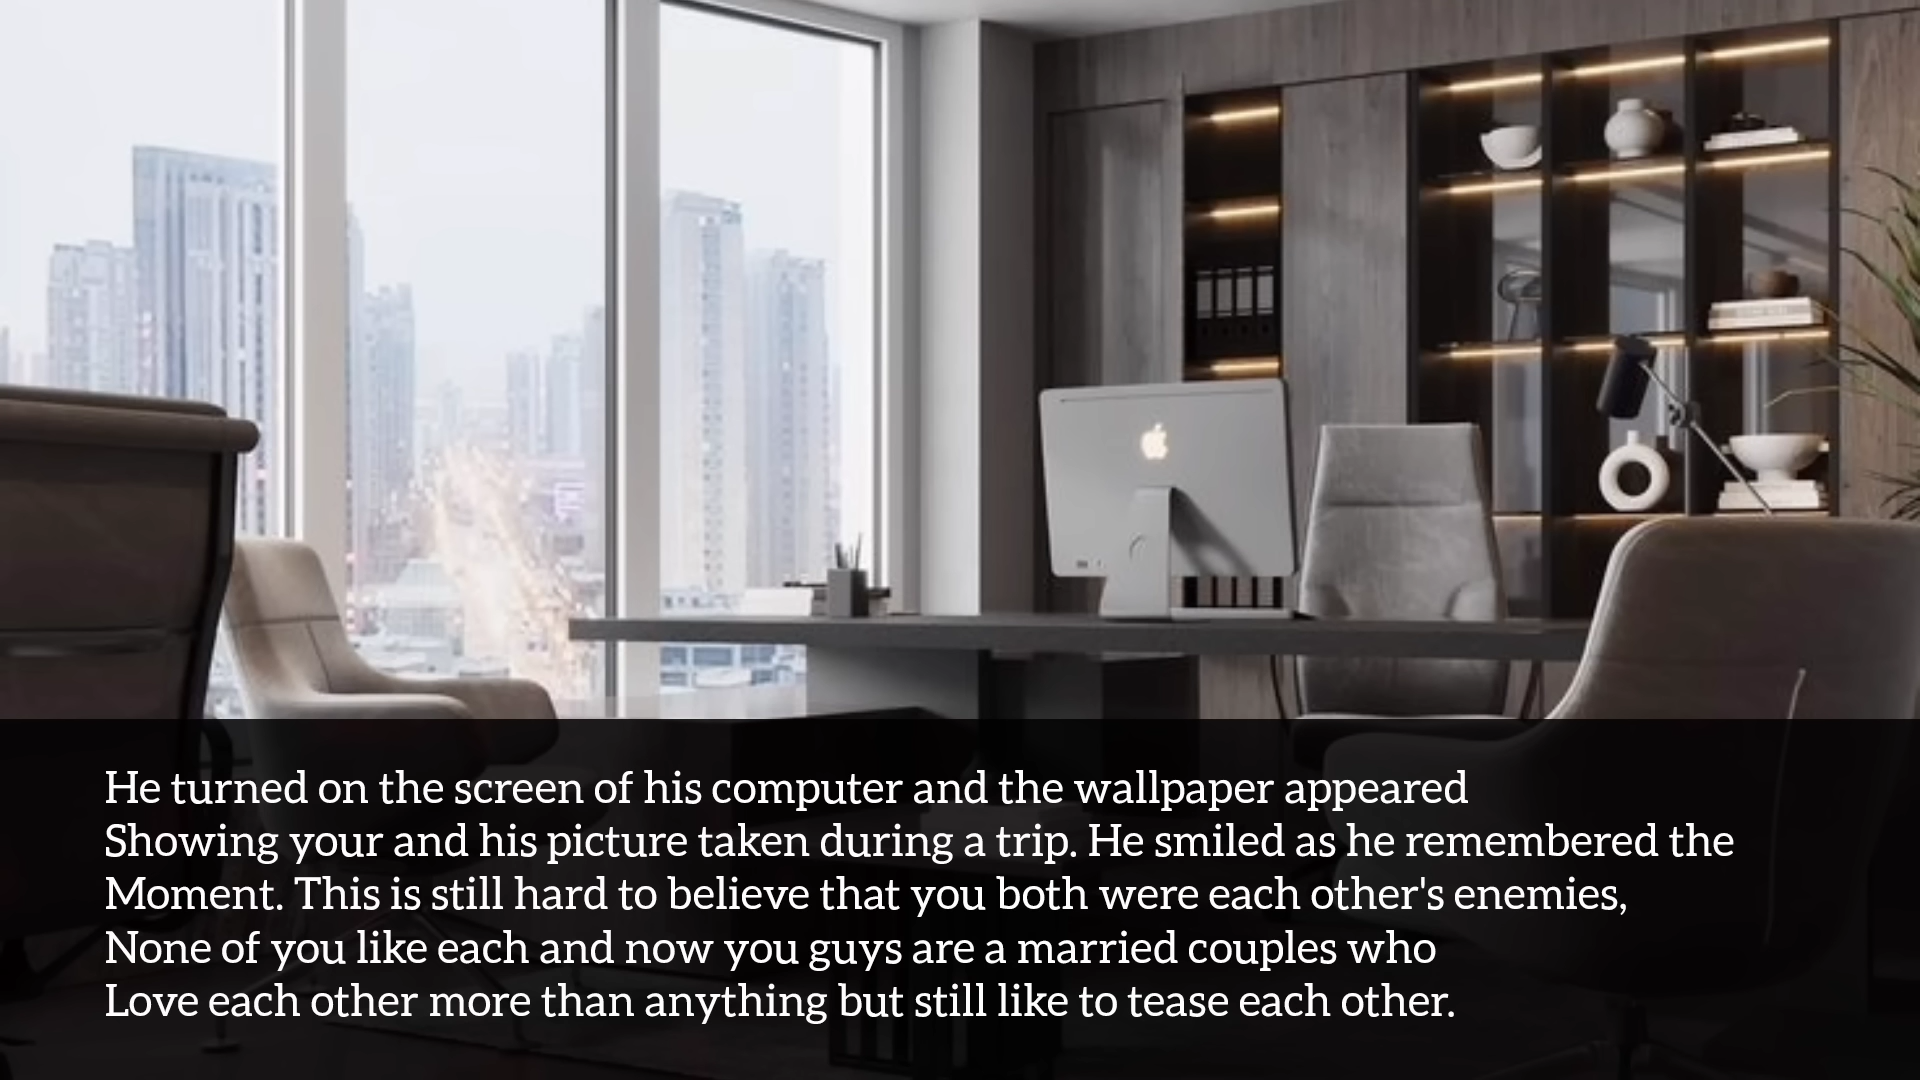 He turned on the screen of his computer and the wallpaper appeared
Showing your and his picture taken during a trip. He smiled as he remembered the
Moment. This is still hard to believe that you both were each other's enemies,
None of you like each and now you guys are a married couples who
Love each other more than anything but still like to tease each other.